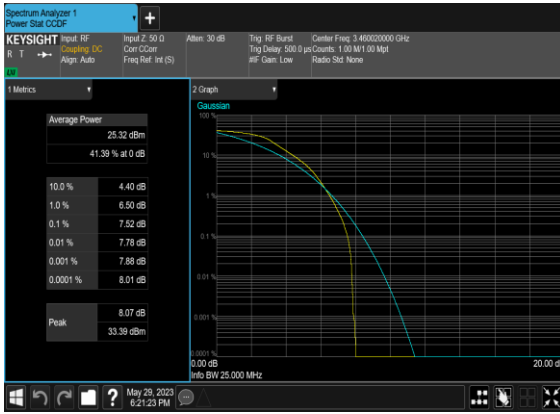 Spectrum Analyzer 1
Power Stat CCDF
+
KEYSIGHT
R T
Input: RF
Coupling: DC
Align: Auto
Input Z: 50 Ω
Corr CCorr
Freq Ref: Int (S)
Atten: 30 dB
Trig: RF Burst
Trig Delay: 500.0 µs
#IF Gain: Low
Center Freq: 3.460020000 GHz
Counts: 1.00 M/1.00 Mpt
Radio Std: None
1 Metrics
Average Power
25.32 dBm
41.39 % at 0 dB
10.0 % 4.40 dB
1.0 % 6.50 dB
0.1 % 7.52 dB
0.01 % 7.78 dB
0.001 % 7.88 dB
0.0001 % 8.01 dB
Peak
8.07 dB
33.39 dBm
2 Graph
Gaussian
100 %
10 %
1 %
0.1 %
0.01 %
0.001 %
0.0001 %
0.00 dB
20.00 d
Info BW 25.000 MHz
?
May 29, 2023
6:21:23 PM